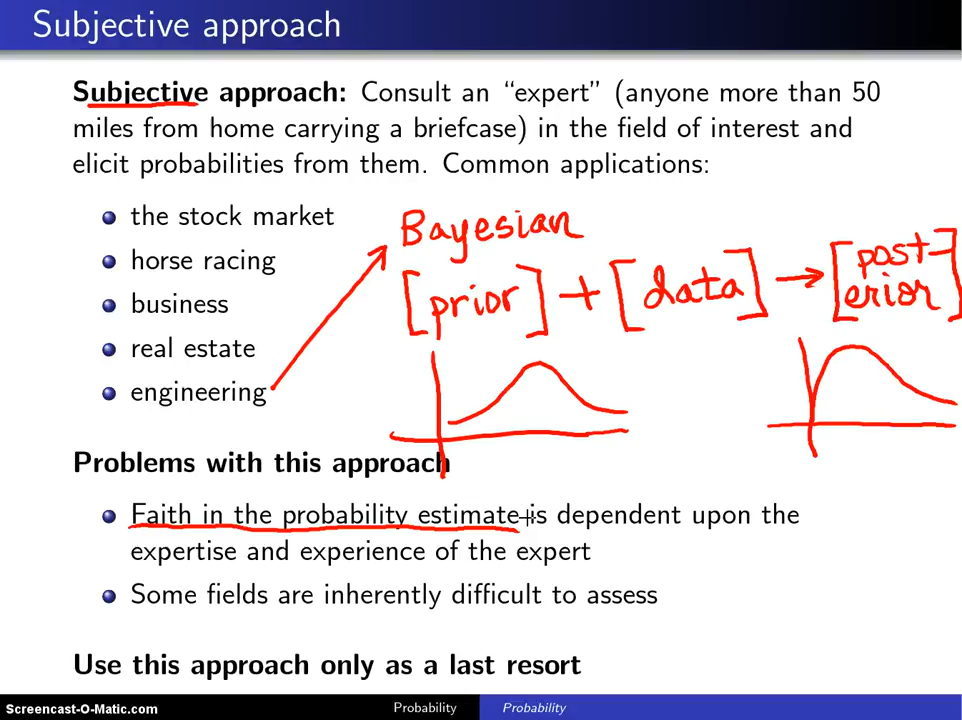 Subjective approach
Subjective approach: Consult an “expert” (anyone more than 50
miles from home carrying a briefcase) in the field of interest and
elicit probabilities from them. Common applications:
the stock market
horse racing
business
real estate
engineering
Bayesian
[prior] + [data] → [post-
erior]
Problems with this approach
Faith in the probability estimate is dependent upon the
expertise and experience of the expert
Some fields are inherently difficult to assess
Use this approach only as a last resort
Screencast-O-Matic.com
Probability
Probability